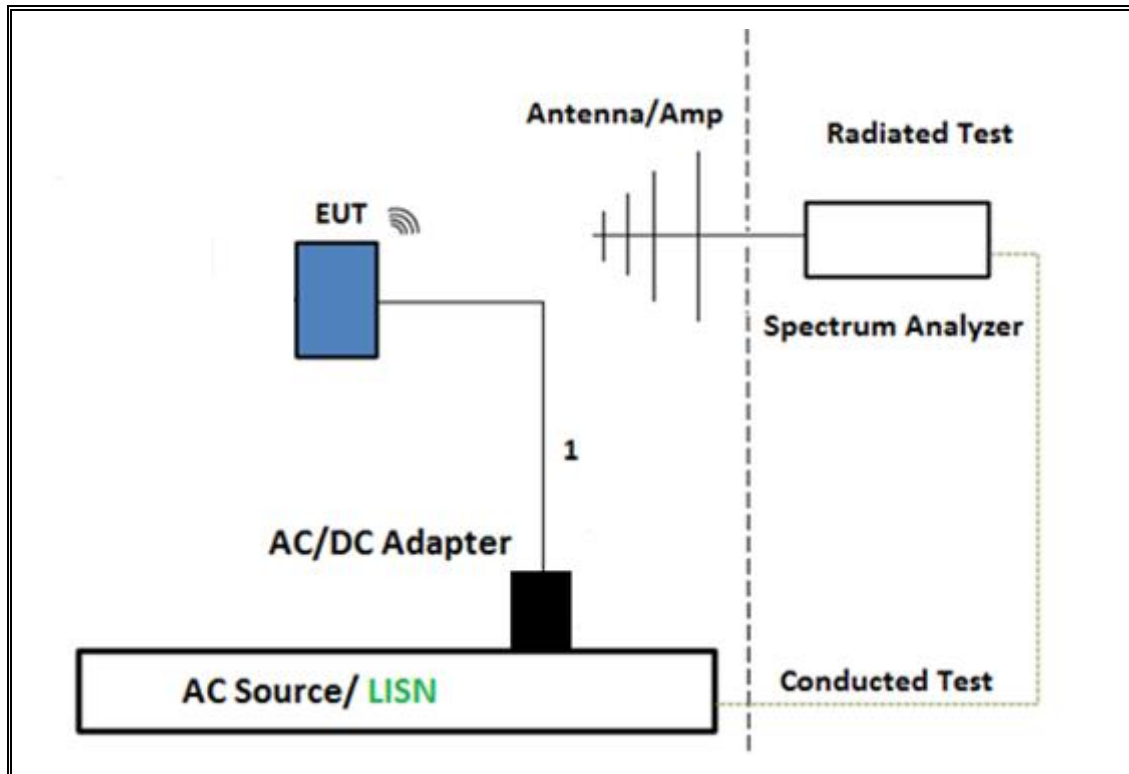 Antenna/Amp
Radiated Test
EUT
Spectrum Analyzer
1
AC/DC Adapter
AC Source/ LISN
Conducted Test